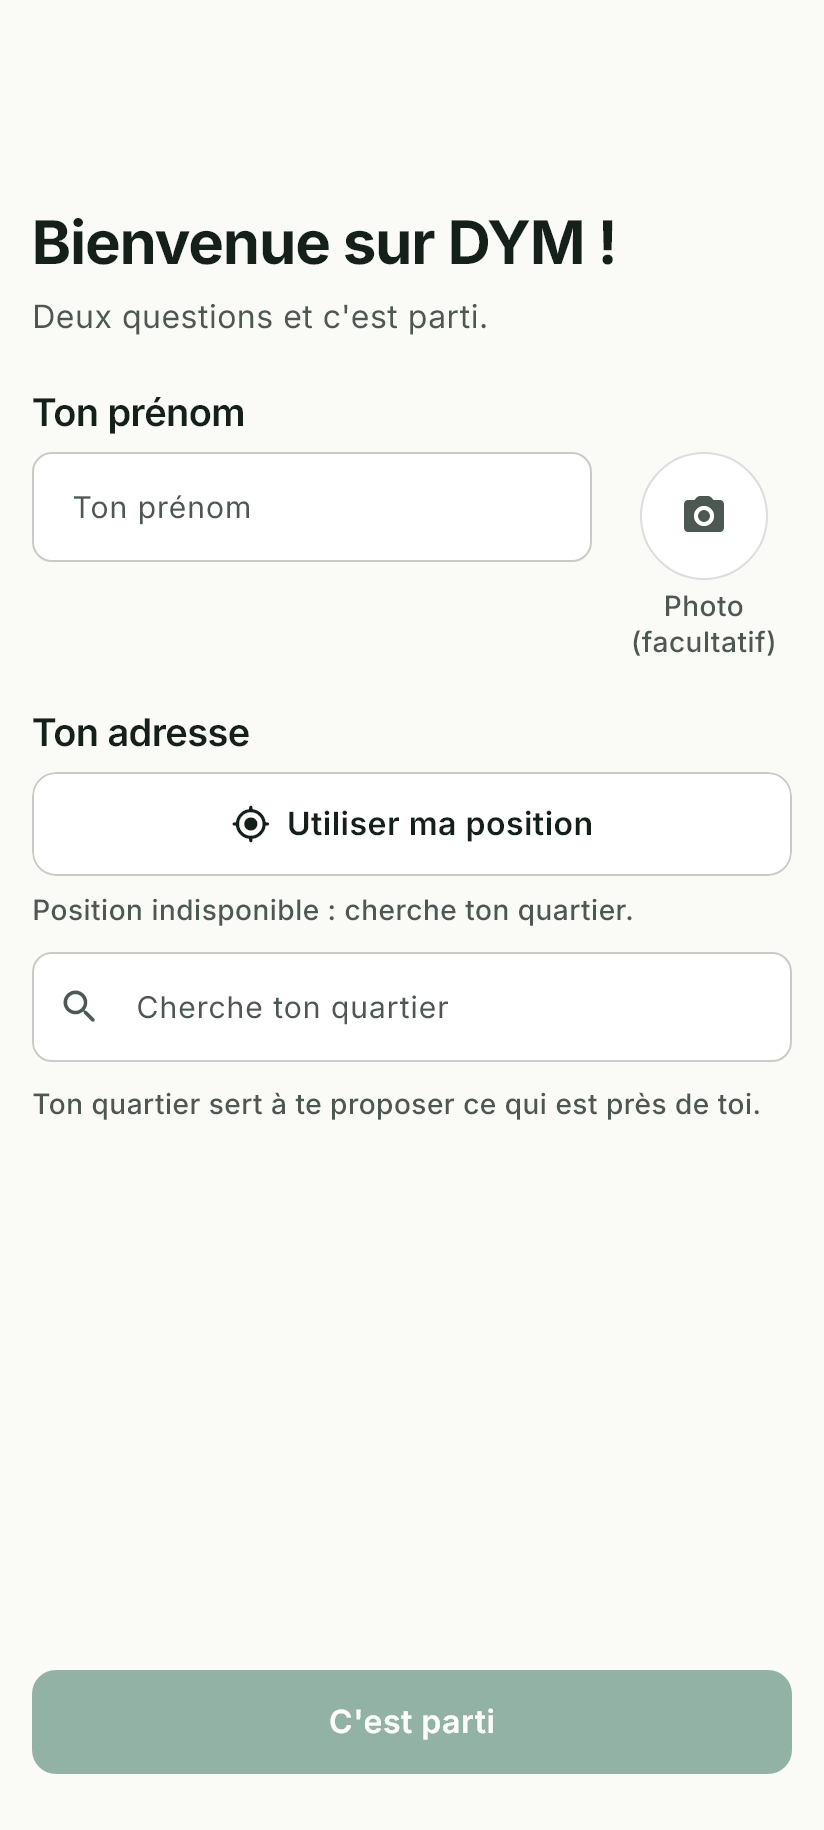 Bienvenue sur DYM !
Deux questions et c'est parti.
Ton prénom
Ton prénom
Photo
(facultatif)
Ton adresse
Utiliser ma position
Position indisponible : cherche ton quartier.
Cherche ton quartier
Ton quartier sert à te proposer ce qui est près de toi.
C'est parti